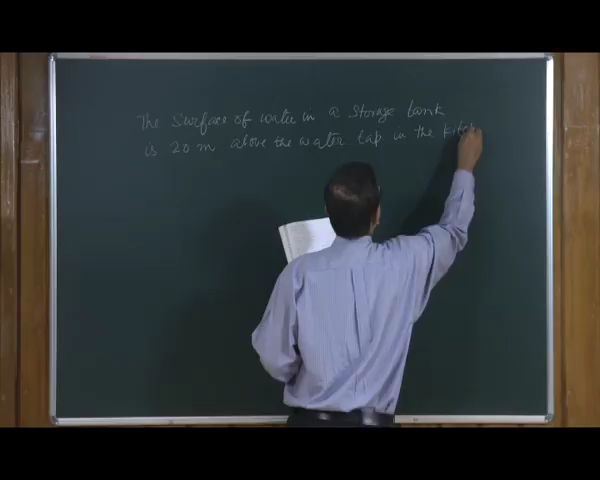 The Surface of water in a Storage tank
is 20 m above the water tap in the kitch